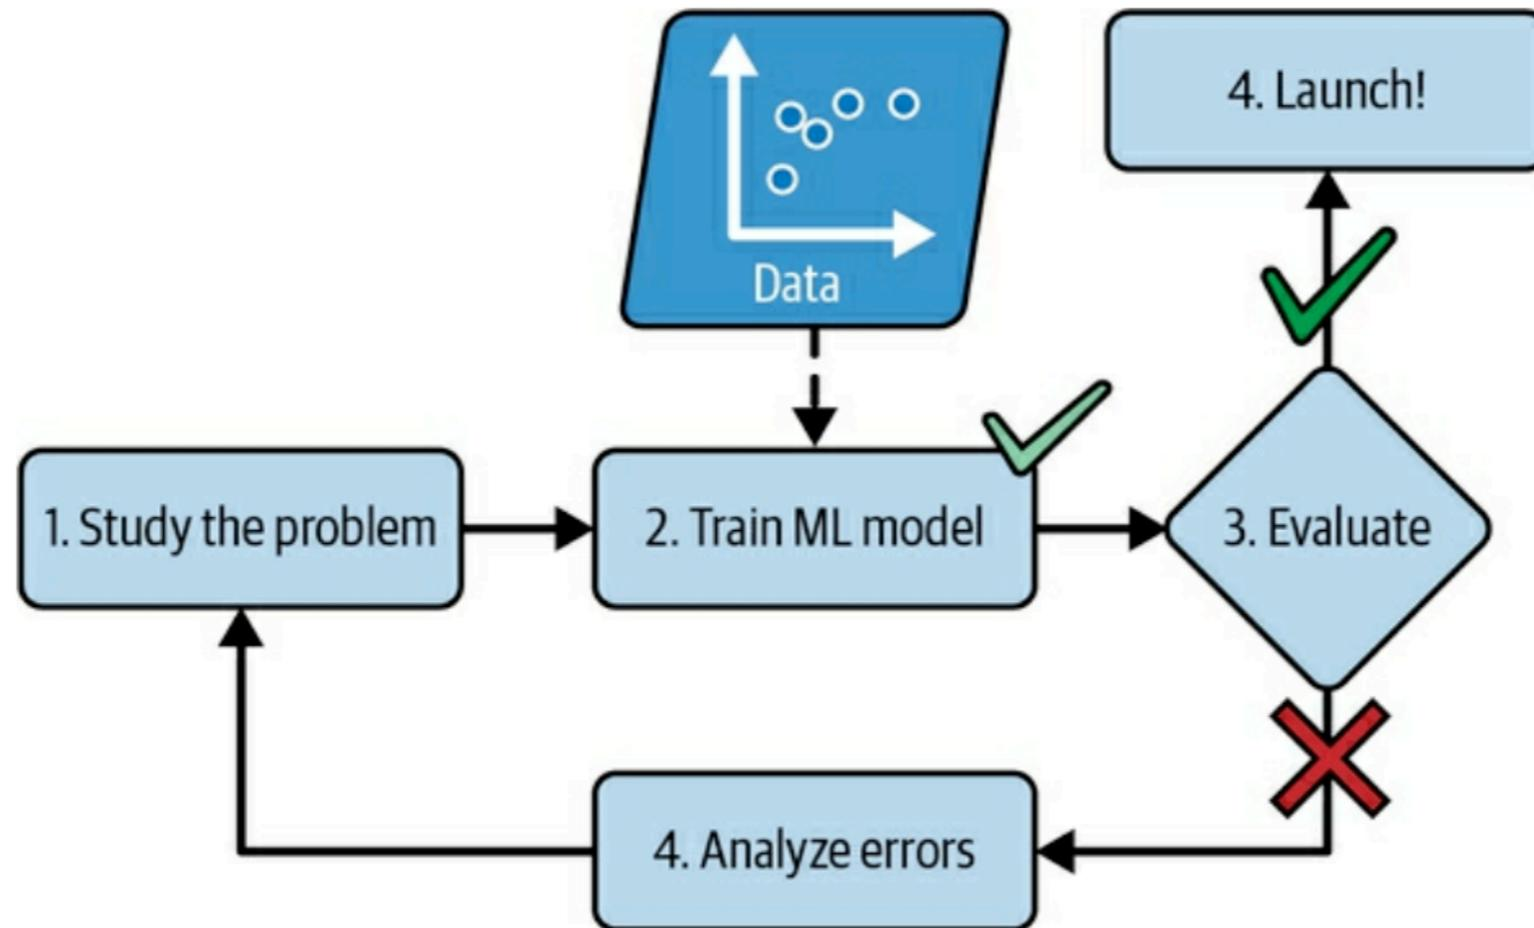 4. Launch!
Data
1. Study the problem
2. Train ML model
3. Evaluate
4. Analyze errors